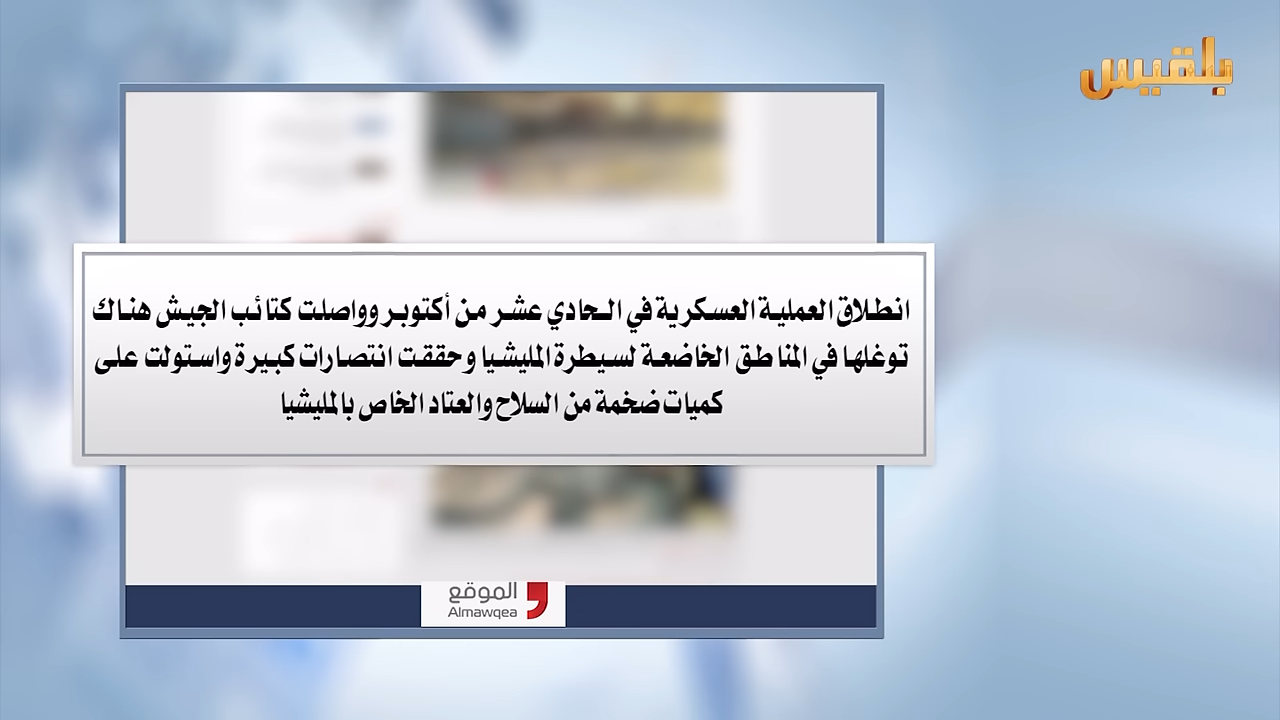 بلقيس
انطلاق العملية العسكرية في الحادي عشر من أكتوبر وواصلت كتائب الجيش هناك
توغلها في المناطق الخاضعة لسيطرة المليشيا وحققت انتصارات كبيرة واستولت على
كميات ضخمة من السلاح والعتاد الخاص بالمليشيا
الموقع
Almawqea